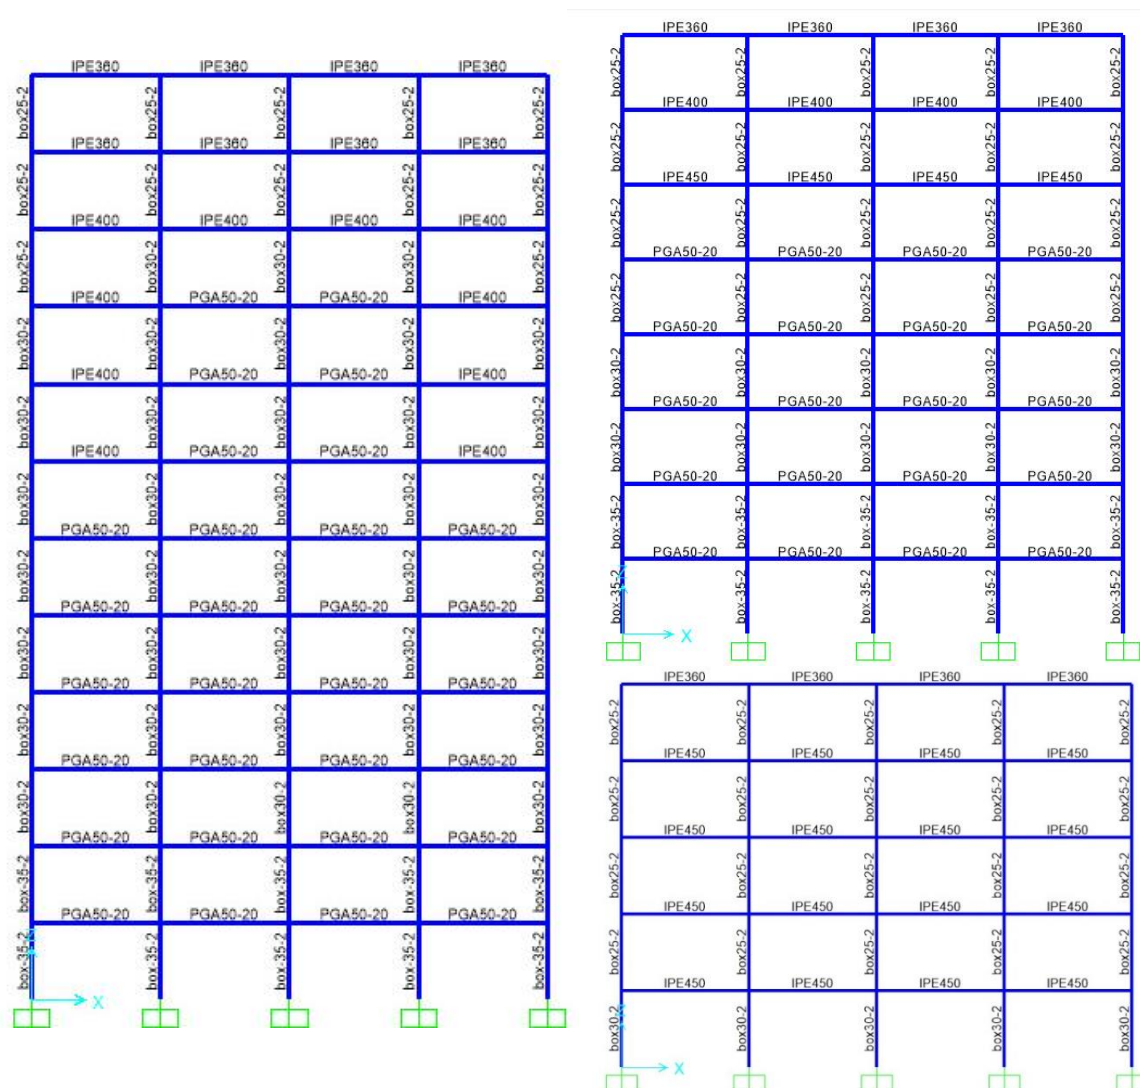 IPE360 IPE360 IPE360 IPE360
box25-2 box25-2 box25-2 box25-2 box25-2
IPE360 IPE360 IPE360 IPE360
box25-2 box25-2 box25-2 box25-2 box25-2
IPE400 IPE400 IPE400 IPE400
box25-2 box30-2 box30-2 box30-2 box25-2
IPE400 PGA50-20 PGA50-20 IPE400
box30-2 box30-2 box30-2 box30-2 box30-2
IPE400 PGA50-20 PGA50-20 IPE400
box30-2 box30-2 box30-2 box30-2 box30-2
IPE400 PGA50-20 PGA50-20 IPE400
box30-2 box30-2 box30-2 box30-2 box30-2
PGA50-20 PGA50-20 PGA50-20 PGA50-20
box30-2 box30-2 box30-2 box30-2 box30-2
PGA50-20 PGA50-20 PGA50-20 PGA50-20
box30-2 box30-2 box30-2 box30-2 box30-2
PGA50-20 PGA50-20 PGA50-20 PGA50-20
box30-2 box30-2 box30-2 box30-2 box30-2
PGA50-20 PGA50-20 PGA50-20 PGA50-20
box30-2 box30-2 box30-2 box30-2 box30-2
PGA50-20 PGA50-20 PGA50-20 PGA50-20
box-35-2 box-35-2 box-35-2 box-35-2 box-35-2
PGA50-20 PGA50-20 PGA50-20 PGA50-20
box-35-2 box-35-2 box-35-2 box-35-2 box-35-2
X
IPE360 IPE360 IPE360 IPE360
box25-2 box25-2 box25-2 box25-2 box25-2
IPE400 IPE400 IPE400 IPE400
box25-2 box25-2 box25-2 box25-2 box25-2
IPE450 IPE450 IPE450 IPE450
box25-2 box25-2 box25-2 box25-2 box25-2
PGA50-20 PGA50-20 PGA50-20 PGA50-20
box25-2 box25-2 box25-2 box25-2 box25-2
PGA50-20 PGA50-20 PGA50-20 PGA50-20
box30-2 box30-2 box30-2 box30-2 box30-2
PGA50-20 PGA50-20 PGA50-20 PGA50-20
box30-2 box30-2 box30-2 box30-2 box30-2
PGA50-20 PGA50-20 PGA50-20 PGA50-20
box-35-2 box-35-2 box-35-2 box-35-2 box-35-2
PGA50-20 PGA50-20 PGA50-20 PGA50-20
box-35-2 box-35-2 box-35-2 box-35-2 box-35-2
X
IPE360 IPE360 IPE360 IPE360
box25-2 box25-2 box25-2 box25-2 box25-2
IPE450 IPE450 IPE450 IPE450
box25-2 box25-2 box25-2 box25-2 box25-2
IPE450 IPE450 IPE450 IPE450
box25-2 box25-2 box25-2 box25-2 box25-2
IPE450 IPE450 IPE450 IPE450
box25-2 box25-2 box25-2 box25-2 box25-2
IPE450 IPE450 IPE450 IPE450
box30-2 box30-2 box30-2 box30-2 box30-2
X